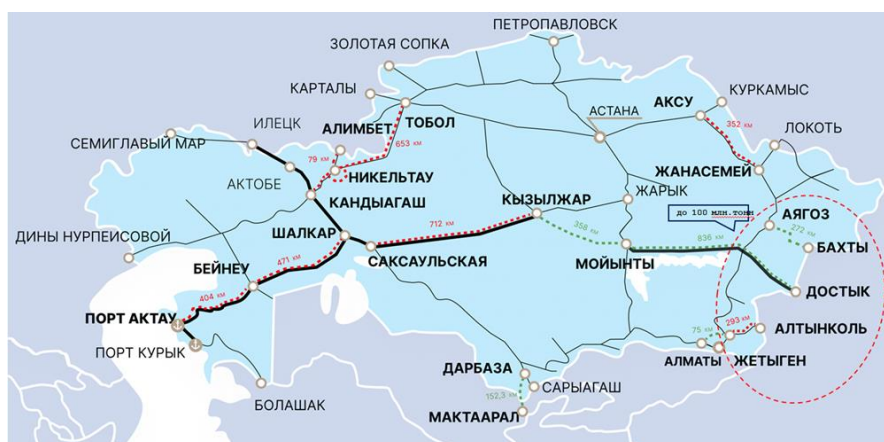 ПЕТРОПАВЛОВСК
ЗОЛОТАЯ СОПКА
КАРТАЛЫ
ТОБОЛ
АСТАНА
АКСУ
КУРКАМЫС
352 км
ЛОКОТЬ
ИЛЕЦК
АЛИМБЕТ
СЕМИГЛАВЫЙ МАР
79 км
653 км
ЖАНАСЕМЕЙ
НИКЕЛЬТАУ
АКТОБЕ
КАНДЫАГАШ
КЫЗЫЛЖАР
ЖАРЫК
до 100 млн.тонн
АЯГОЗ
ШАЛКАР
712 км
358 км
836 км
272 км
БАХТЫ
ДИНЫ НУРПЕИСОВОЙ
САКСАУЛЬСКАЯ
МОЙЫНТЫ
БЕЙНЕУ
471 км
ДОСТЫК
404 км
ПОРТ АКТАУ
293 км
АЛТЫНКОЛЬ
75 км
ПОРТ КУРЫК
АЛМАТЫ
ЖЕТЫГЕН
ДАРБАЗА
САРЫАГАШ
152,3 км
БОЛАШАК
МАКТААРАЛ